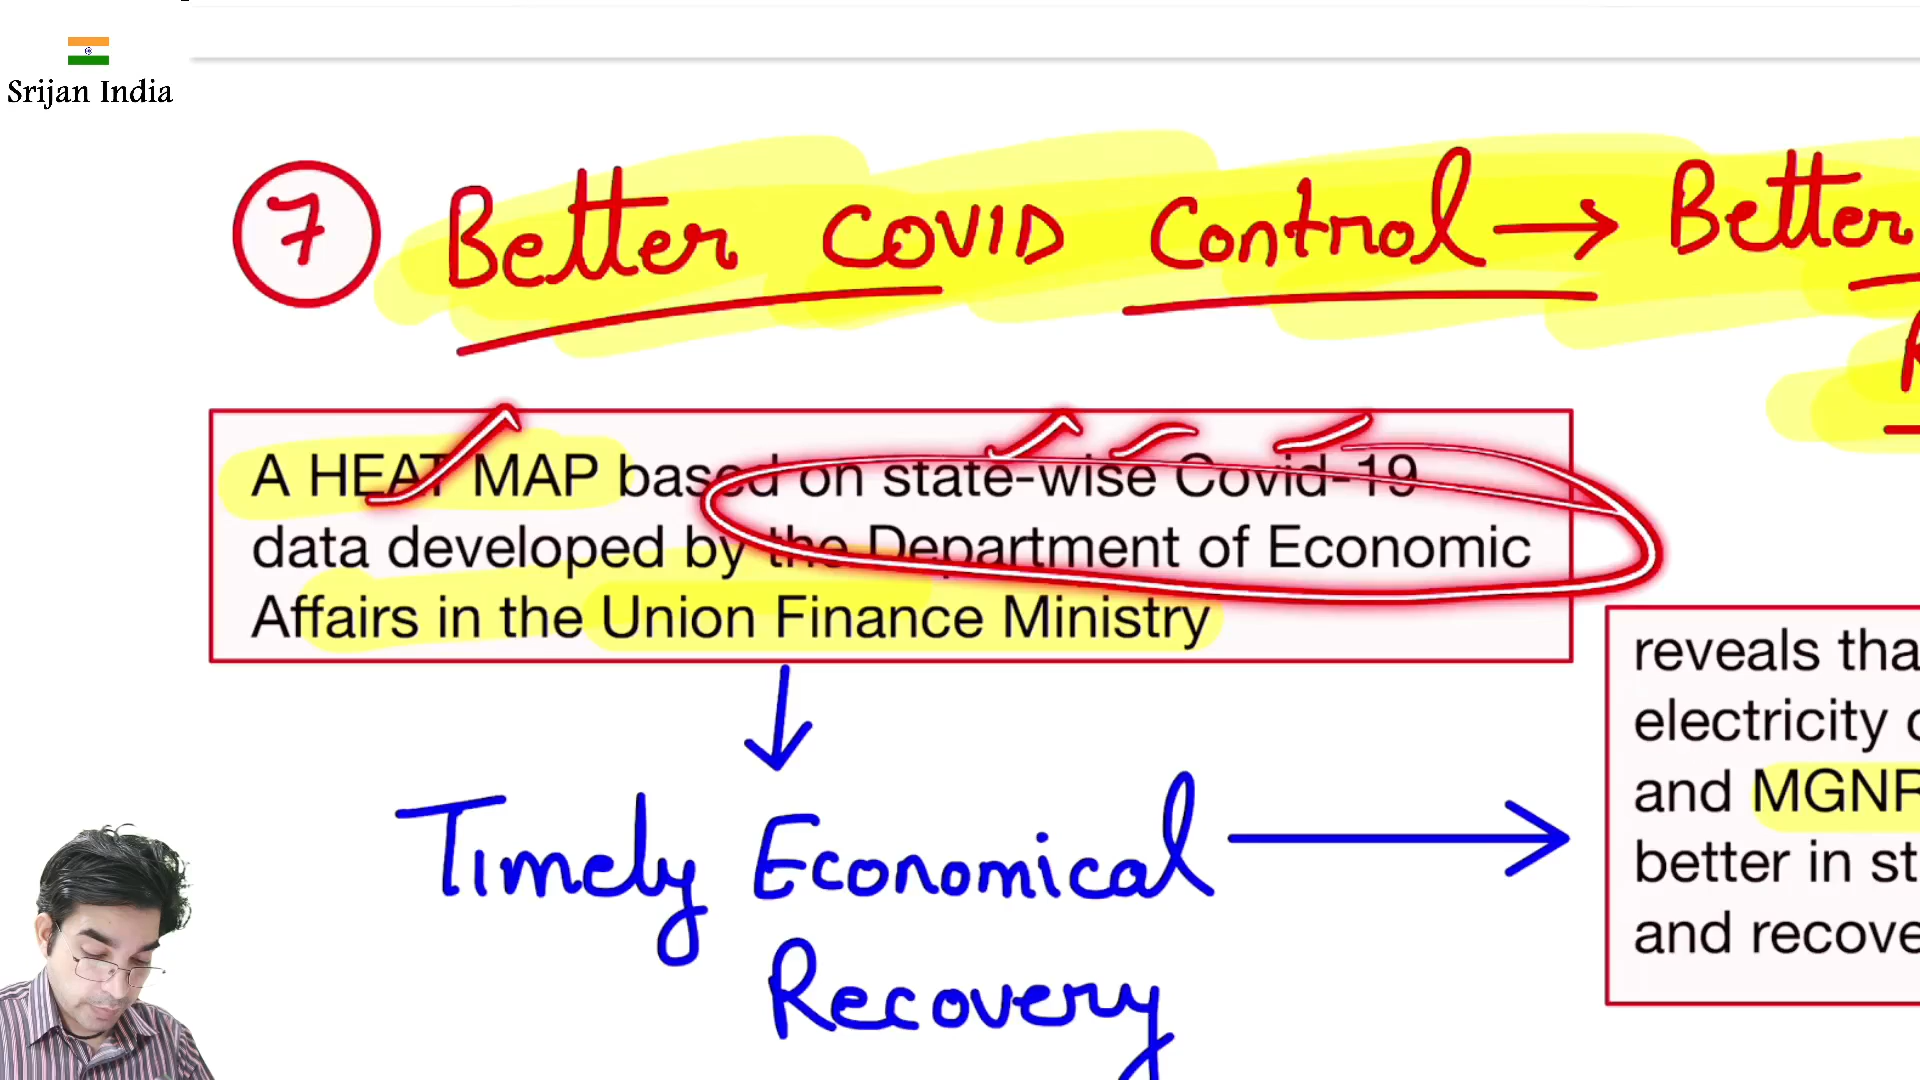 Srijan India
7 Better COVID Control → Better
A HEAT MAP based on state-wise Covid-19
data developed by the Department of Economic
Affairs in the Union Finance Ministry
Timely Economical
Recovery
reveals tha
electricity
and MGNR
better in st
and recove